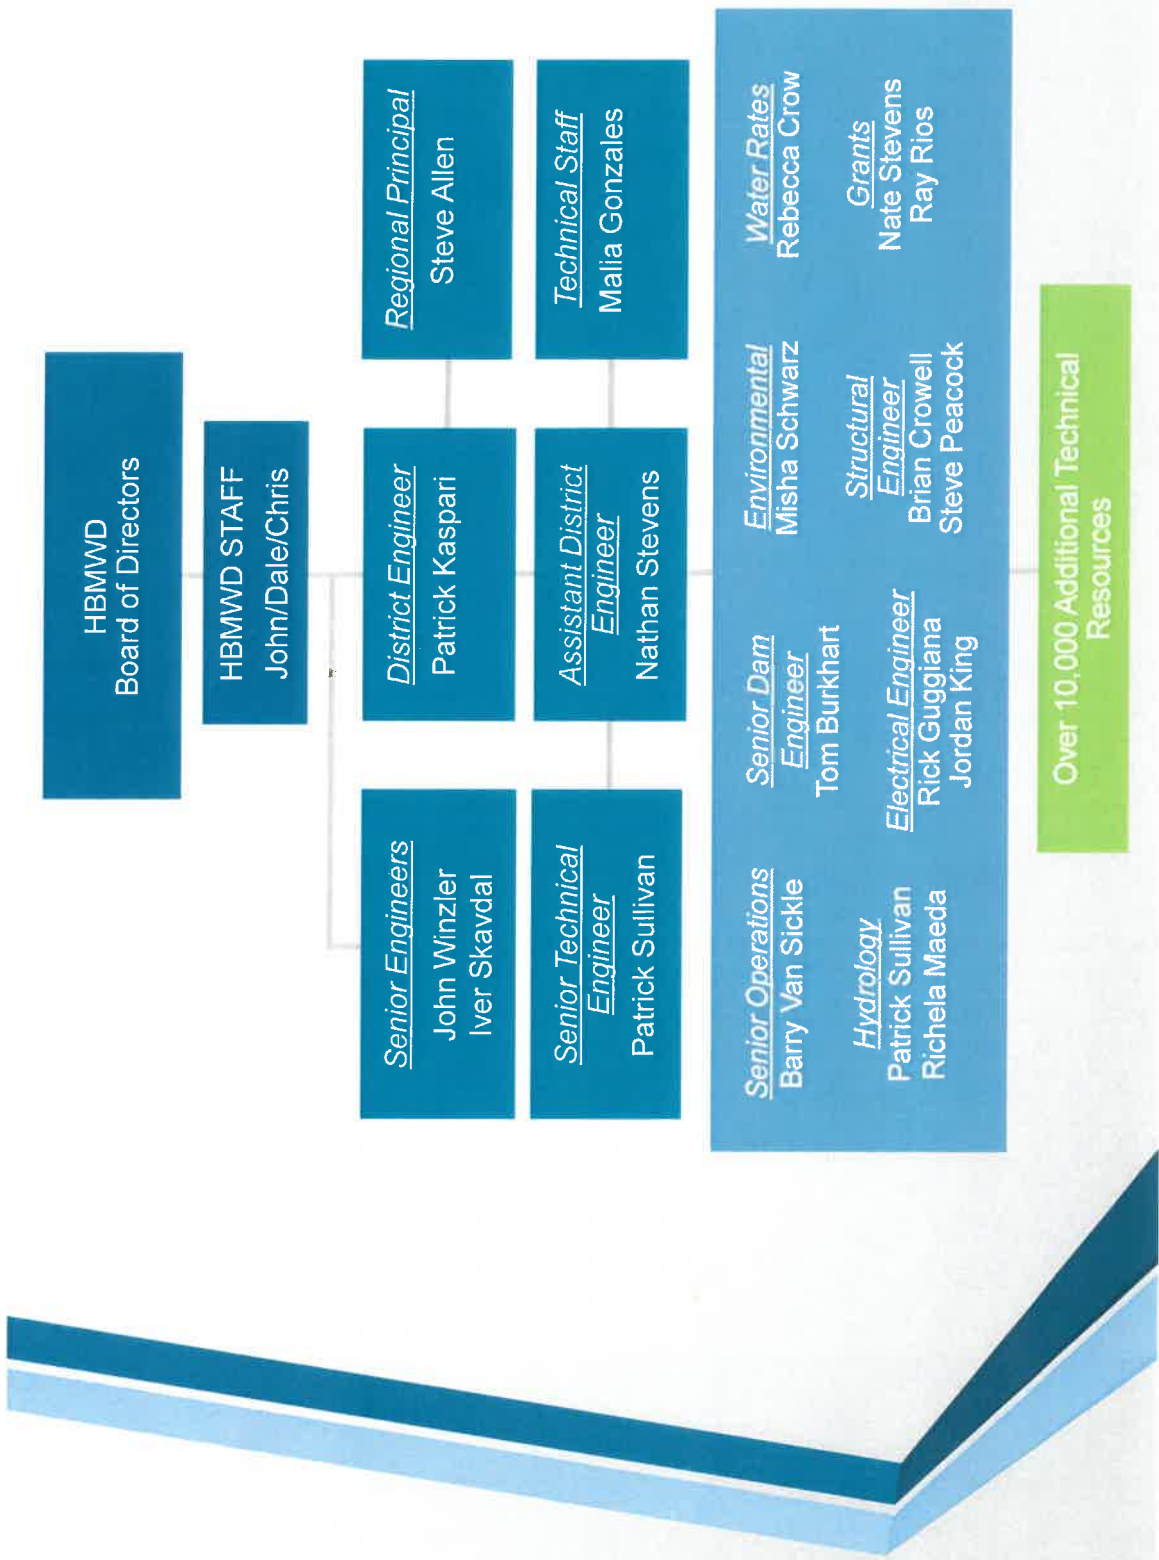 HBMWD
Board of Directors
HBMWD STAFF
John/Dale/Chris
Senior Engineers
John Winzler
Iver Skavdal
District Engineer
Patrick Kaspari
Regional Principal
Steve Allen
Senior Technical
Engineer
Patrick Sullivan
Assistant District
Engineer
Nathan Stevens
Technical Staff
Malia Gonzales
Senior Operations
Barry Van Sickle
Senior Dam
Engineer
Tom Burkhart
Environmental
Misha Schwarz
Water Rates
Rebecca Crow
Hydrology
Patrick Sullivan
Richela Maeda
Electrical Engineer
Rick Guggiana
Jordan King
Structural
Engineer
Brian Crowell
Steve Peacock
Grants
Nate Stevens
Ray Rios
Over 10,000 Additional Technical
Resources